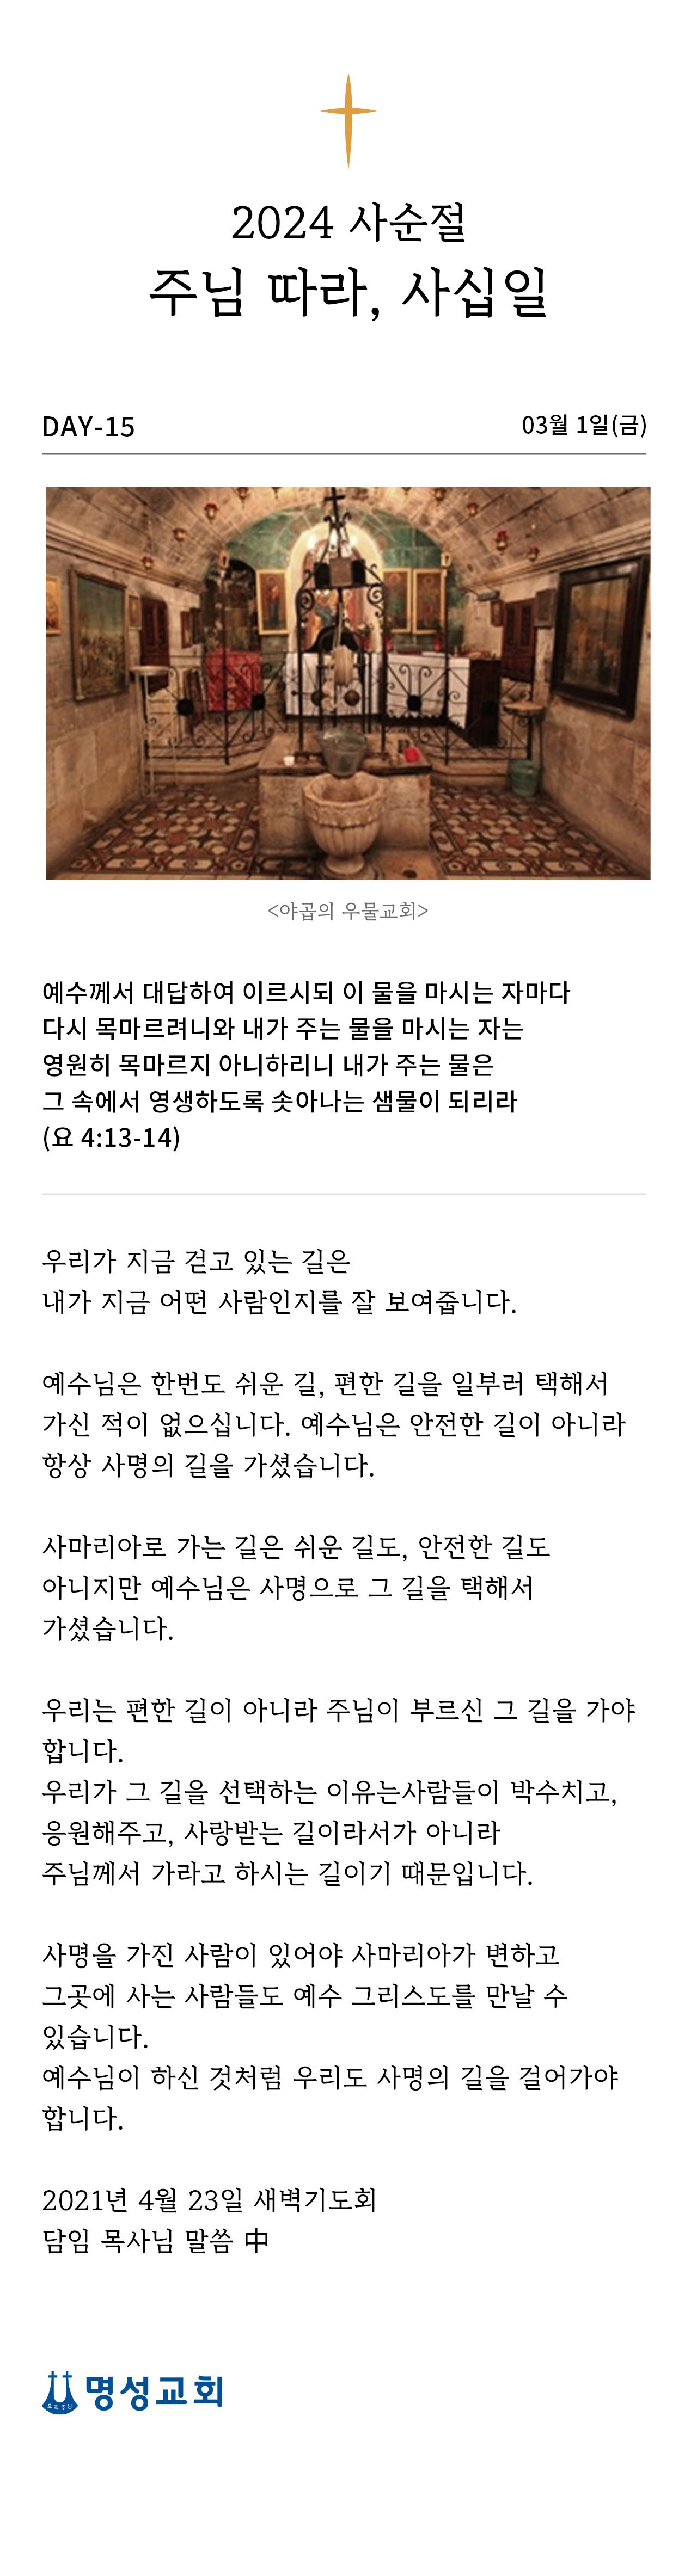 2024 사순절
주님 따라, 사십일
DAY-15
03월 1일(금)
<야곱의 우물교회>
예수께서 대답하여 이르시되 이 물을 마시는 자마다
다시 목마르려니와 내가 주는 물을 마시는 자는
영원히 목마르지 아니하리니 내가 주는 물은
그 속에서 영생하도록 솟아나는 샘물이 되리라
(요 4:13-14)
우리가 지금 걷고 있는 길은
내가 지금 어떤 사람인지를 잘 보여줍니다.
예수님은 한번도 쉬운 길, 편한 길을 일부러 택해서
가신 적이 없으십니다. 예수님은 안전한 길이 아니라
항상 사명의 길을 가셨습니다.
사마리아로 가는 길은 쉬운 길도, 안전한 길도
아니지만 예수님은 사명으로 그 길을 택해서
가셨습니다.
우리는 편한 길이 아니라 주님이 부르신 그 길을 가야
합니다.
우리가 그 길을 선택하는 이유는사람들이 박수치고,
응원해주고, 사랑받는 길이라서가 아니라
주님께서 가라고 하시는 길이기 때문입니다.
사명을 가진 사람이 있어야 사마리아가 변하고
그곳에 사는 사람들도 예수 그리스도를 만날 수
있습니다.
예수님이 하신 것처럼 우리도 사명의 길을 걸어가야
합니다.
2021년 4월 23일 새벽기도회
담임 목사님 말씀 中
오직주님
명성교회